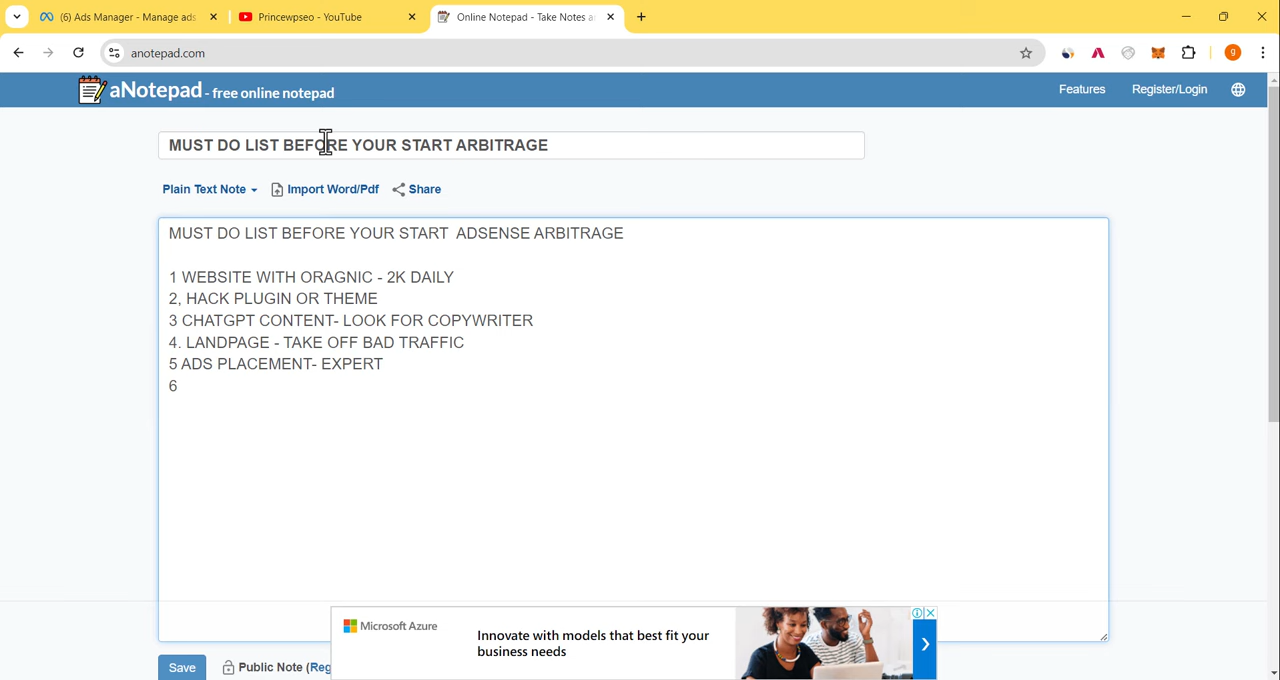 (6) Ads Manager - Manage ads
Princewpseo - YouTube
Online Notepad - Take Notes a
anotepad.com
g
aNotepad - free online notepad
Features
Register/Login
MUST DO LIST BEFORE YOUR START ARBITRAGE
Plain Text Note
Import Word/Pdf
Share
MUST DO LIST BEFORE YOUR START ADSENSE ARBITRAGE
1 WEBSITE WITH ORAGNIC - 2K DAILY
2, HACK PLUGIN OR THEME
3 CHATGPT CONTENT- LOOK FOR COPYWRITER
4. LANDPAGE - TAKE OFF BAD TRAFFIC
5 ADS PLACEMENT- EXPERT
6
Microsoft Azure
Innovate with models that best fit your
business needs
Save
Public Note (Reg